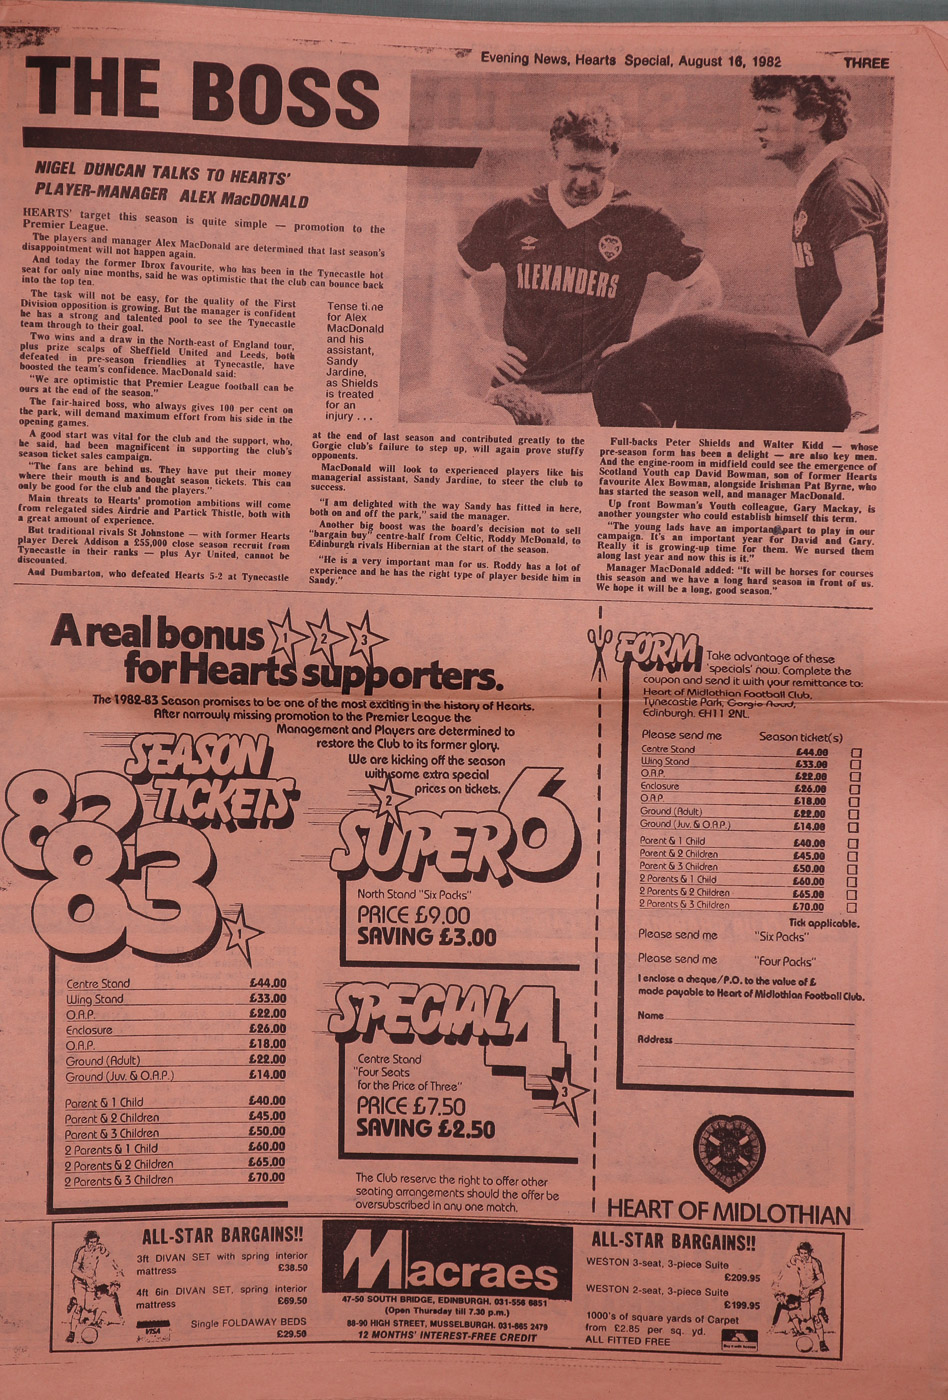 Evening News, Hearts Special, August 16, 1982
THREE
THE BOSS
NIGEL DUNCAN TALKS TO HEARTS'
PLAYER-MANAGER ALEX MacDONALD
HEARTS' target this season is quite simple — promotion to the
Premier League.
The players and manager Alex MacDonald are determined that last season's
disappointment will not happen again.
And today the former Ibrox favourite, who has been in the Tynecastle hot
seat for only nine months, said he was optimistic that the club can bounce back
into the top ten.
The task will not be easy, for the quality of the First
Division opposition is growing. But the manager is confident
he has a strong and talented pool to see the Tynecastle
team through to their goal.
Two wins and a draw in the North-east of England tour,
plus prize scalps of Sheffield United and Leeds, both
defeated in pre-season friendlies at Tynecastle, have
boosted the team's confidence. MacDonald said:
"We are optimistic that Premier League football can be
ours at the end of the season."
The fair-haired boss, who always gives 100 per cent on
the park, will demand maximum effort from his side in the
opening games.
A good start was vital for the club and the support, who,
he said, had been magnificent in supporting the club's
season ticket sales campaign.
"The fans are behind us. They have put their money
where their mouth is and bought season tickets. This can
only be good for the club and the players."
Main threats to Hearts' promotion ambitions will come
from relegated sides Airdrie and Partick Thistle, both with
a great amount of experience.
But traditional rivals St Johnstone — with former Hearts
player Derek Addison a £55,000 close season recruit from
Tynecastle in their ranks — plus Ayr United, cannot be
discounted.
And Dumbarton, who defeated Hearts 5-2 at Tynecastle
Tense time
for Alex
MacDonald
and his
assistant,
Sandy
Jardine,
as Shields
is treated
for an
injury . . .
ALEXANDERS
at the end of last season and contributed greatly to the
Gorgie club's failure to step up, will again prove stuffy
opponents.
MacDonald will look to experienced players like his
managerial assistant, Sandy Jardine, to steer the club to
success.
"I am delighted with the way Sandy has fitted in here,
both on and off the park," said the manager.
Another big boost was the board's decision not to sell
"bargain buy" centre-half from Celtic, Roddy McDonald, to
Edinburgh rivals Hibernian at the start of the season.
"He is a very important man for us. Roddy has a lot of
experience and he has the right type of player beside him in
Sandy."
Full-backs Peter Shields and Walter Kidd — whose
pre-season form has been a delight — are also key men.
And the engine-room in midfield could see the emergence of
Scotland Youth cap David Bowman, son of former Hearts
favourite Alex Bowman, alongside Irishman Pat Byrne, who
has started the season well, and manager MacDonald.
Up front Bowman's Youth colleague, Gary Mackay, is
another youngster who could establish himself this term.
"The young lads have an important part to play in our
campaign. It's an important year for David and Gary.
Really it is growing-up time for them. We nursed them
along last year and now this is it."
Manager MacDonald added: "It will be horses for courses
this season and we have a long hard season in front of us.
We hope it will be a long, good season."
A real bonus 1 2 3
for Hearts supporters.
The 1982-83 Season promises to be one of the most exciting in the history of Hearts.
After narrowly missing promotion to the Premier League the
Management and Players are determined to
restore the Club to its former glory.
We are kicking off the season
with some extra special
prices on tickets.
SEASON
TICKETS
82
83
1
Centre Stand £44.00
Wing Stand £33.00
O.A.P. £22.00
Enclosure £26.00
O.A.P. £18.00
Ground (Adult) £22.00
Ground (Juv. & O.A.P.) £14.00
Parent & 1 Child £40.00
Parent & 2 Children £45.00
Parent & 3 Children £50.00
2 Parents & 1 Child £60.00
2 Parents & 2 Children £65.00
2 Parents & 3 Children £70.00
2
SUPER 6
North Stand "Six Packs"
PRICE £9.00
SAVING £3.00
SPECIAL 4
Centre Stand
"Four Seats
for the Price of Three"
PRICE £7.50
SAVING £2.50
3
The Club reserve the right to offer other
seating arrangements should the offer be
oversubscribed in any one match.
FORM
Take advantage of these
'specials' now. Complete the
coupon and send it with your remittance to:
Heart of Midlothian Football Club,
Tynecastle Park, Gorgie Road,
Edinburgh. EH11 2NL.
Please send me Season ticket(s)
Centre Stand £44.00
Wing Stand £33.00
O.A.P. £22.00
Enclosure £26.00
O.A.P. £18.00
Ground (Adult) £22.00
Ground (Juv. & O.A.P.) £14.00
Parent & 1 Child £40.00
Parent & 2 Children £45.00
Parent & 3 Children £50.00
2 Parents & 1 Child £60.00
2 Parents & 2 Children £65.00
2 Parents & 3 Children £70.00
Tick applicable.
Please send me "Six Packs"
Please send me "Four Packs"
I enclose a cheque/P.O. to the value of £
made payable to Heart of Midlothian Football Club.
Name
Address
HEART OF MIDLOTHIAN
ALL-STAR BARGAINS!!
3ft DIVAN SET with spring interior
mattress £38.50
4ft 6in DIVAN SET, spring interior
mattress £69.50
Single FOLDAWAY BEDS
£29.50
VISA
Macraes
47-50 SOUTH BRIDGE, EDINBURGH. 031-556 6851
(Open Thursday till 7.30 p.m.)
88-90 HIGH STREET, MUSSELBURGH. 031-665 2479
12 MONTHS' INTEREST-FREE CREDIT
ALL-STAR BARGAINS!!
WESTON 3-seat, 3-piece Suite
£209.95
WESTON 2-seat, 3-piece Suite
£199.95
1000's of square yards of Carpet
from £2.85 per sq. yd.
ALL FITTED FREE